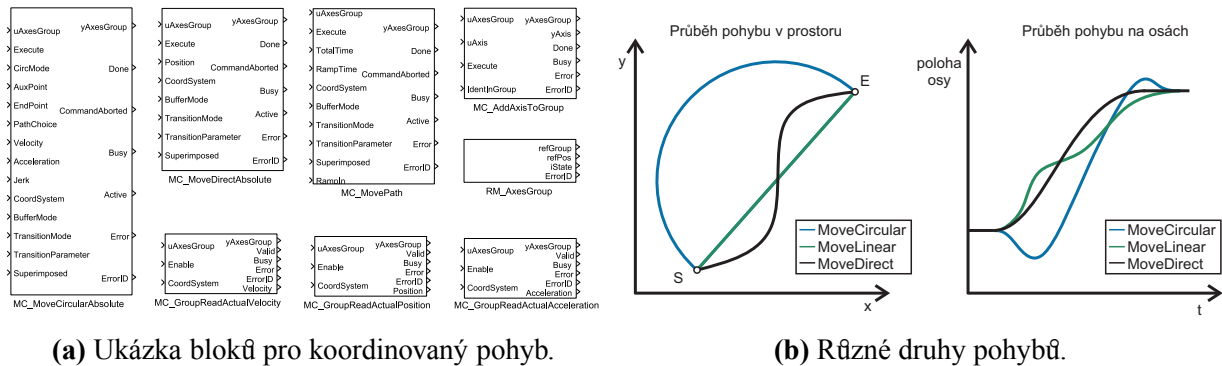 uAxesGroup
Execute
CircMode
AuxPoint
EndPoint
PathChoice
Velocity
Acceleration
Jerk
CoordSystem
BufferMode
TransitionMode
TransitionParameter
Superimposed
yAxesGroup
Done
CommandAborted
Busy
Active
Error
ErrorID
MC_MoveCircularAbsolute
uAxesGroup
Execute
Position
CoordSystem
BufferMode
TransitionMode
TransitionParameter
Superimposed
yAxesGroup
Done
CommandAborted
Busy
Active
Error
ErrorID
MC_MoveDirectAbsolute
uAxesGroup
Execute
TotalTime
RampTime
CoordSystem
BufferMode
TransitionMode
TransitionParameter
Superimposed
RampIn
yAxesGroup
Done
CommandAborted
Busy
Active
Error
ErrorID
MC_MovePath
uAxesGroup
uAxis
Execute
IdentInGroup
yAxesGroup
yAxis
Done
Busy
Error
ErrorID
MC_AddAxisToGroup
refGroup
refPos
iState
ErrorID
RM_AxesGroup
uAxesGroup
Enable
CoordSystem
yAxesGroup
Valid
Busy
Error
ErrorID
Velocity
MC_GroupReadActualVelocity
uAxesGroup
Enable
CoordSystem
yAxesGroup
Valid
Busy
Error
ErrorID
Position
MC_GroupReadActualPosition
uAxesGroup
Enable
CoordSystem
yAxesGroup
Valid
Busy
Error
ErrorID
Acceleration
MC_GroupReadActualAcceleration
(a) Ukázka bloků pro koordinovaný pohyb.
Průběh pohybu v prostoru
y
E
S
x
MoveCircular
MoveLinear
MoveDirect
Průběh pohybu na osách
poloha
osy
t
MoveCircular
MoveLinear
MoveDirect
(b) Různé druhy pohybů.